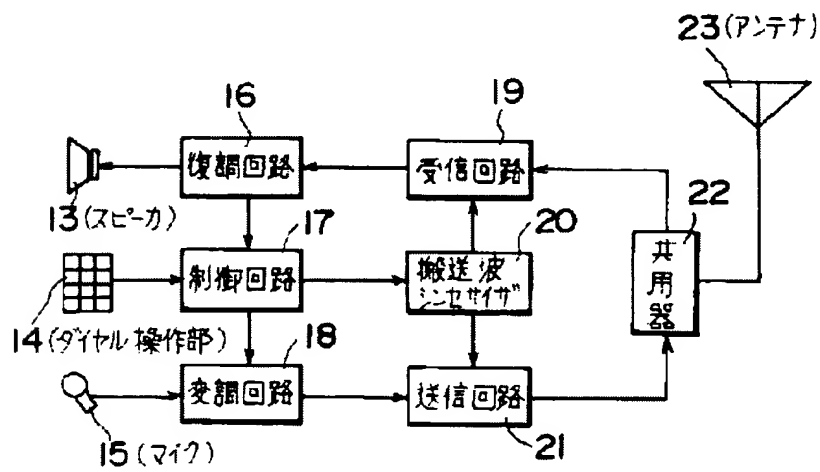 23(アンテナ)
16
19
復調回路
受信回路
22
13(スピーカ)
17
20
共用器
制御回路
搬送波
シンセサイザ
14(ダイヤル操作部)
18
変調回路
送信回路
15(マイク)
21